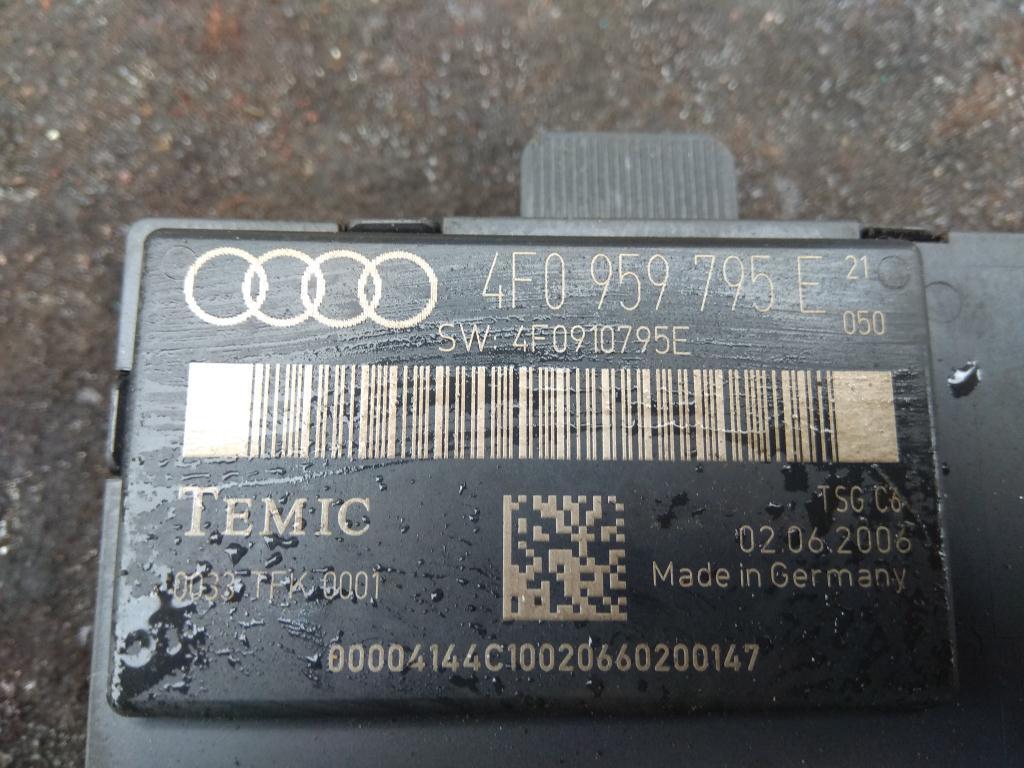 4F0 959 795 E 21
050
SW: 4F0910795E
TEMIC
TSG C6
02.06.2006
0033 TFK 0001
Made in Germany
00004144C10020660200147